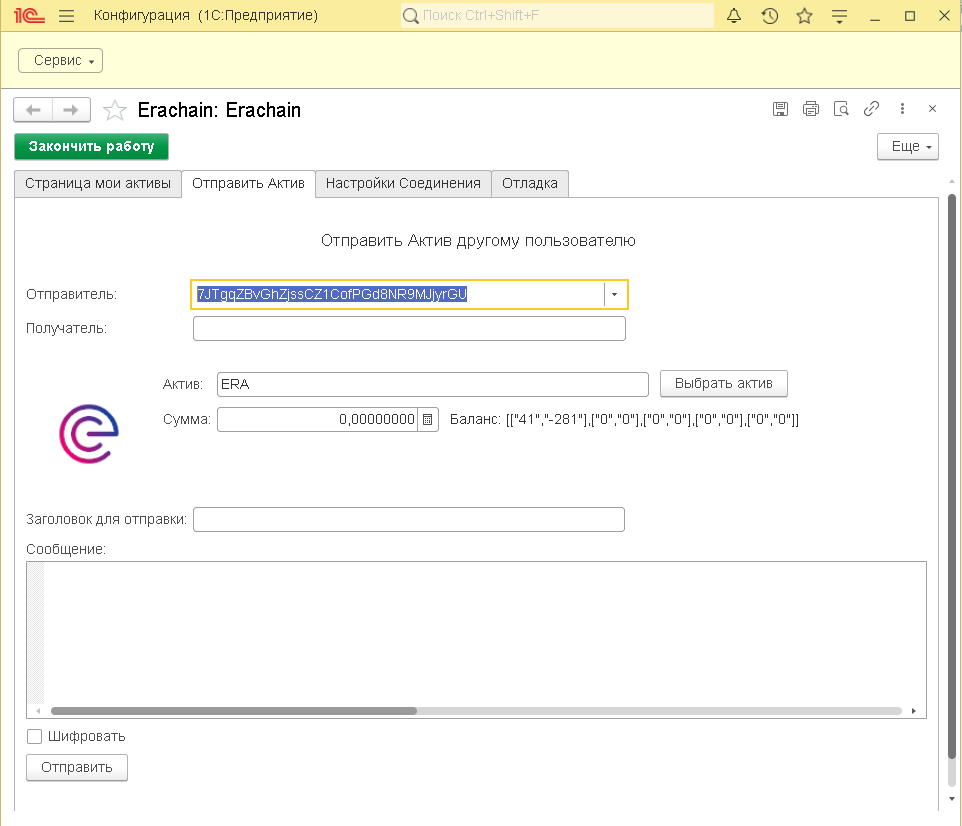 1С Конфигурация (1С:Предприятие) Поиск Ctrl+Shift+F
Сервис
Erachain: Erachain
Закончить работу Еще
Страница мои активы Отправить Актив Настройки Соединения Отладка
Отправить Актив другому пользователю
Отправитель: 7JTgqZBvGhZjssCZ1CofPGd8NR9MJjyrGU
Получатель:
Актив: ERA Выбрать актив
Сумма: 0,00000000 Баланс: [["41","-281"],["0","0"],["0","0"],["0","0"],["0","0"]]
Заголовок для отправки:
Сообщение:
Шифровать
Отправить